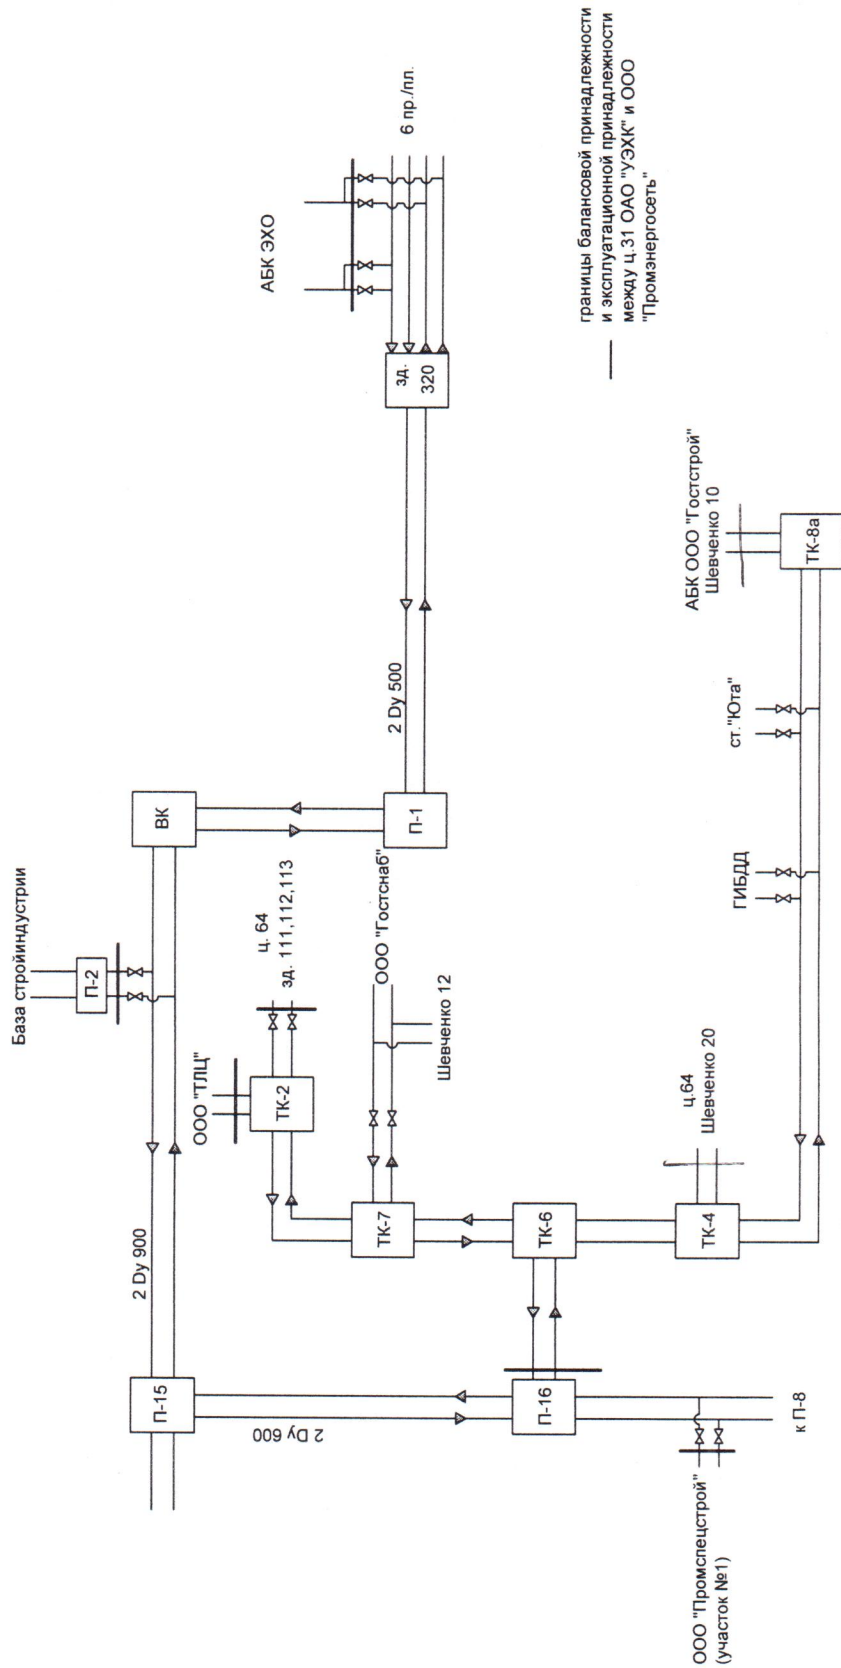 База стройиндустрии
П-2
ВК
АБК ЭХО
6 пр./пл.
зд.
320
2 Dy 900
П-15
ООО "ТЛЦ"
ТК-2
ц. 64
зд. 111,112,113
2 Dy 500
П-1
2 Dy 600
ТК-7
ООО "Гостснаб"
Шевченко 12
П-16
ТК-6
ТК-4
ц.64
Шевченко 20
ГИБДД
ст."Юта"
АБК ООО "Гостстрой"
Шевченко 10
ТК-8а
к П-8
ООО "Промспецстрой"
(участок №1)
границы балансовой принадлежности
и эксплуатационной принадлежности
между ц.31 ОАО "УЭХК" и ООО
"Промэнергосеть"